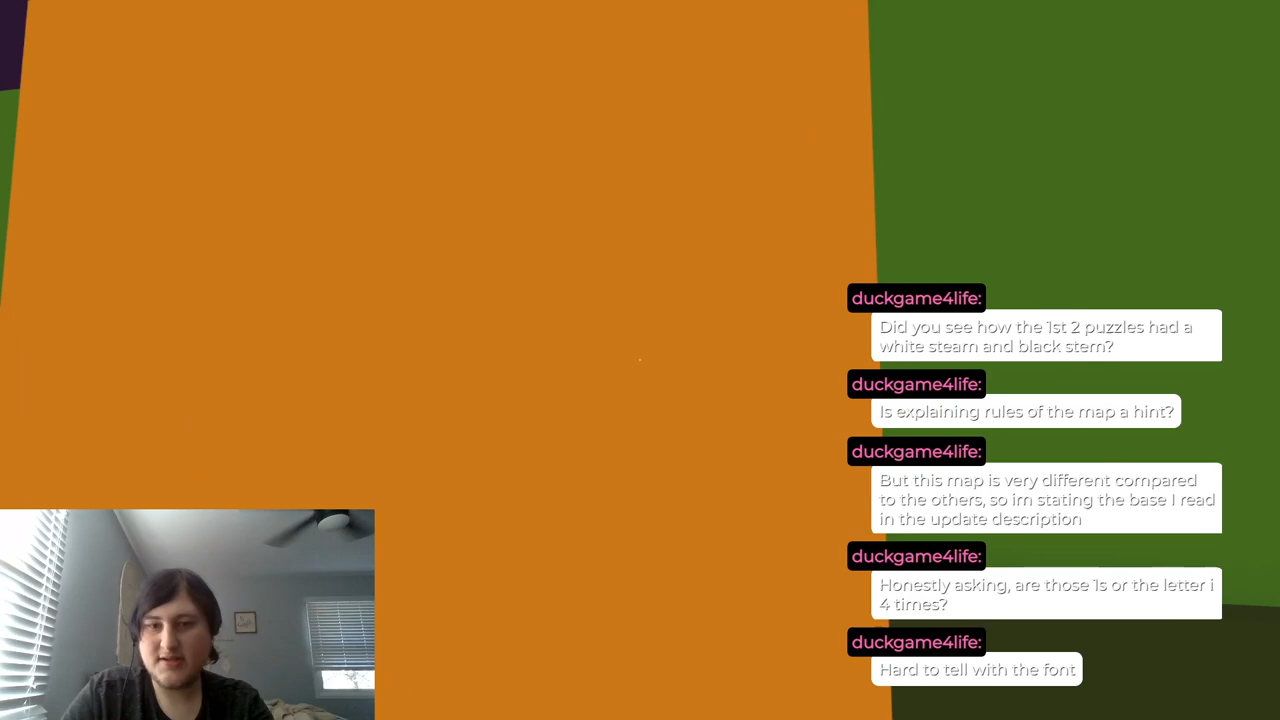 duckgame4life:
Did you see how the 1st 2 puzzles had a
white steam and black stem?
duckgame4life:
Is explaining rules of the map a hint?
duckgame4life:
But this map is very different compared
to the others, so im stating the base I read
in the update description
duckgame4life:
Honestly asking, are those 1s or the letter i
4 times?
duckgame4life:
Hard to tell with the font